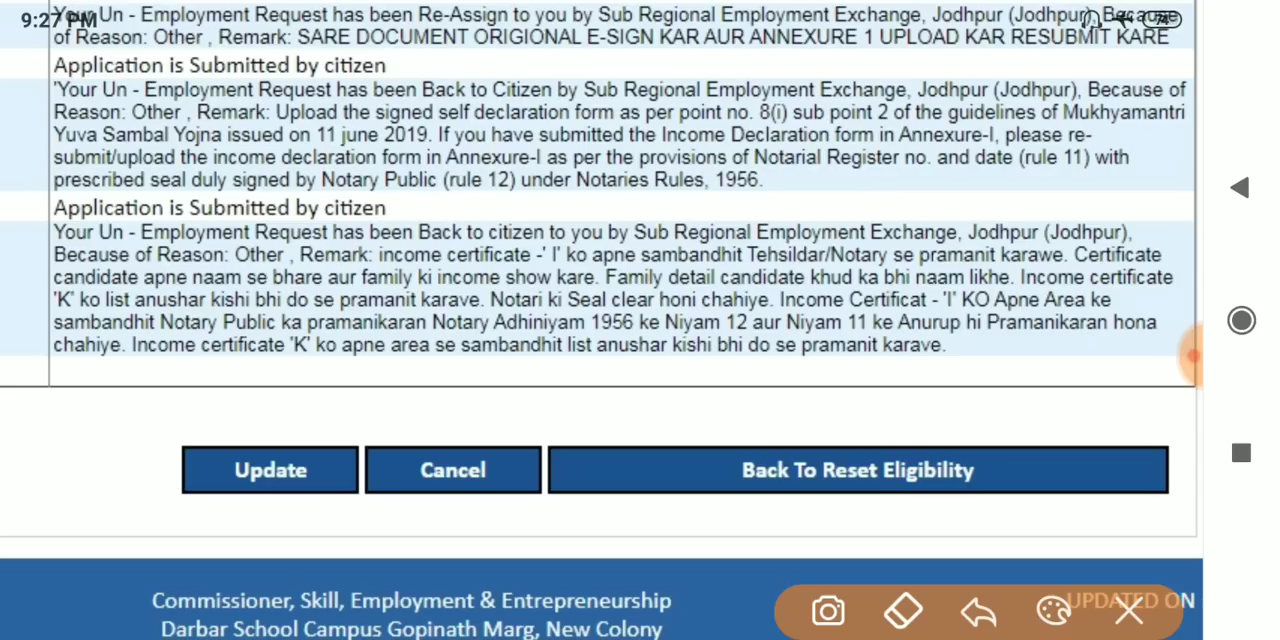 Your Un - Employment Request has been Re-Assign to you by Sub Regional Employment Exchange, Jodhpur (Jodhpur), Because
9:27 PM
74
of Reason: Other , Remark: SARE DOCUMENT ORIGIONAL E-SIGN KAR AUR ANNEXURE 1 UPLOAD KAR RESUBMIT KARE
Application is Submitted by citizen
'Your Un - Employment Request has been Back to Citizen by Sub Regional Employment Exchange, Jodhpur (Jodhpur), Because of
Reason: Other , Remark: Upload the signed self declaration form as per point no. 8(i) sub point 2 of the guidelines of Mukhyamantri
Yuva Sambal Yojna issued on 11 june 2019. If you have submitted the Income Declaration form in Annexure-I, please re-
submit/upload the income declaration form in Annexure-I as per the provisions of Notarial Register no. and date (rule 11) with
prescribed seal duly signed by Notary Public (rule 12) under Notaries Rules, 1956.
Application is Submitted by citizen
Your Un - Employment Request has been Back to citizen to you by Sub Regional Employment Exchange, Jodhpur (Jodhpur),
Because of Reason: Other , Remark: income certificate -' I' ko apne sambandhit Tehsildar/Notary se pramanit karawe. Certificate
candidate apne naam se bhare aur family ki income show kare. Family detail candidate khud ka bhi naam likhe. Income certificate
'K' ko list anushar kishi bhi do se pramanit karave. Notari ki Seal clear honi chahiye. Income Certificat - 'I' KO Apne Area ke
sambandhit Notary Public ka pramanikaran Notary Adhiniyam 1956 ke Niyam 12 aur Niyam 11 ke Anurup hi Pramanikaran hona
chahiye. Income certificate 'K' ko apne area se sambandhit list anushar kishi bhi do se pramanit karave.
Update
Cancel
Back To Reset Eligibility
Commissioner, Skill, Employment & Entrepreneurship
UPDATED ON
Darbar School Campus Gopinath Marg, New Colony